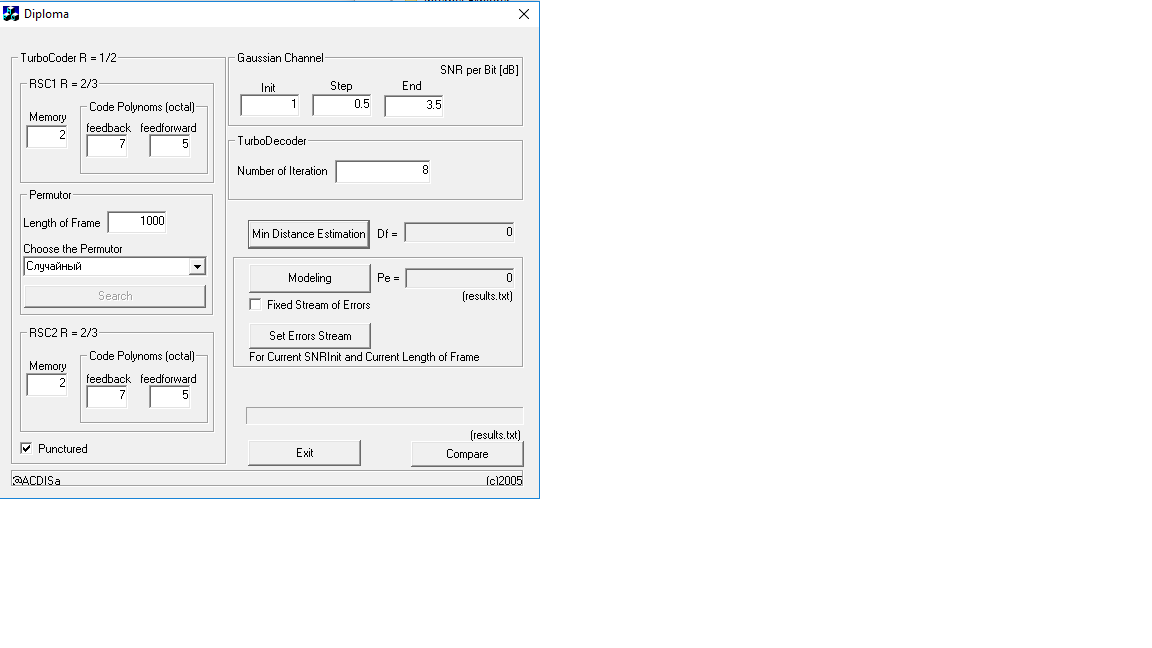 Diploma
TurboCoder R = 1/2
RSC1 R = 2/3
Memory
2
Code Polynoms (octal)
feedback feedforward
7 5
Permutor
Length of Frame 1000
Choose the Permutor
Случайный
Search
RSC2 R = 2/3
Memory
2
Code Polynoms (octal)
feedback feedforward
7 5
Punctured
Gaussian Channel
SNR per Bit [dB]
Init Step End
1 0.5 3.5
TurboDecoder
Number of Iteration 8
Min Distance Estimation Df = 0
Modeling Pe = 0
(results.txt)
Fixed Stream of Errors
Set Errors Stream
For Current SNRInit and Current Length of Frame
(results.txt)
Exit Compare
@ACDISa (c)2005